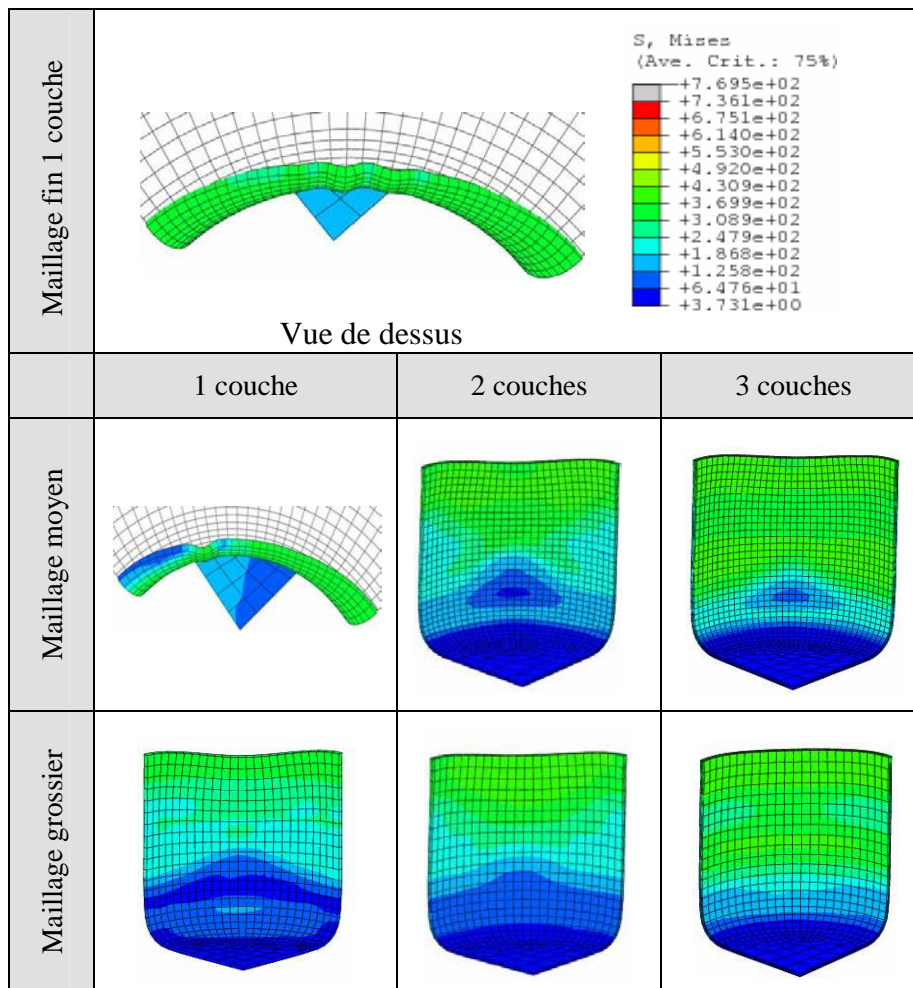 Maillage fin 1 couche
S, Mises
(Ave. Crit.: 75%)
+7.695e+02
+7.361e+02
+6.751e+02
+6.140e+02
+5.530e+02
+4.920e+02
+4.309e+02
+3.699e+02
+3.089e+02
+2.479e+02
+1.868e+02
+1.258e+02
+6.476e+01
+3.731e+00
Vue de dessus
1 couche
2 couches
3 couches
Maillage moyen
Maillage grossier